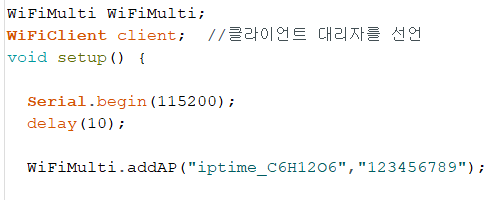 WiFiMulti WiFiMulti;
WiFiClient client;  //클라이언트 대리자를 선언
void setup() {
Serial.begin(115200);
delay(10);
WiFiMulti.addAP("iptime_C6H12O6","123456789");